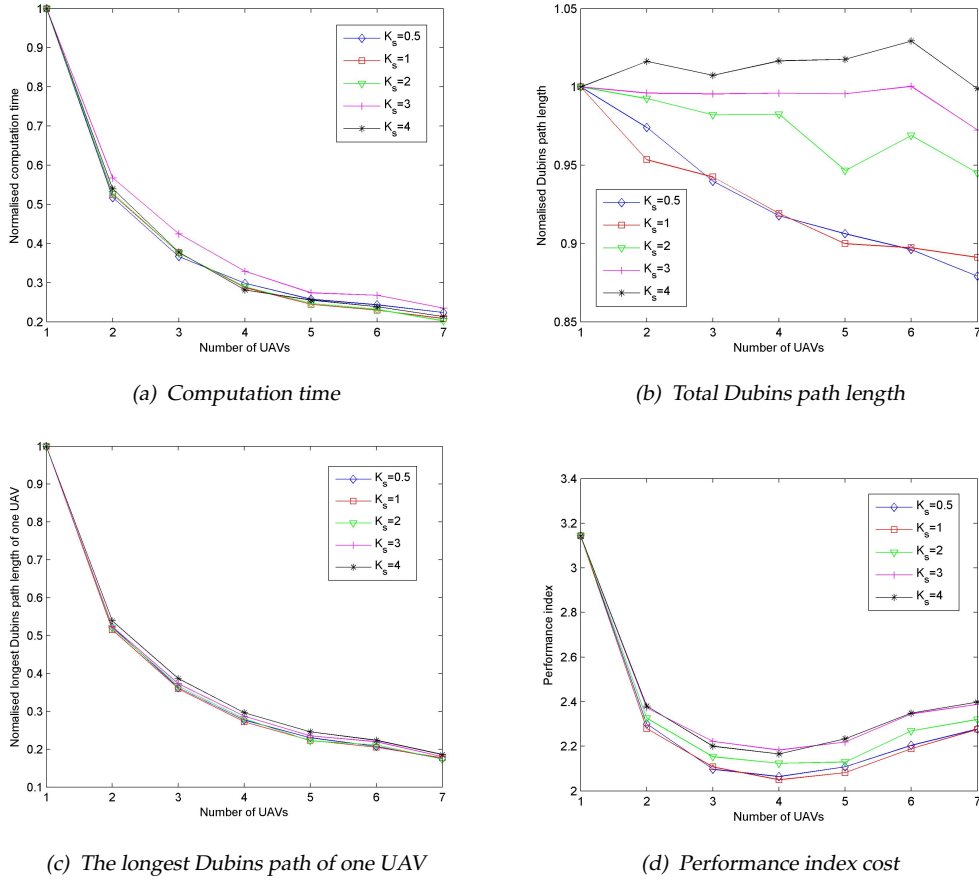 1
0.9
0.8
0.7
0.6
0.5
0.4
0.3
0.2
Normalised computation time
K_s=0.5
K_s=1
K_s=2
K_s=3
K_s=4
1 2 3 4 5 6 7
Number of UAVs
(a) Computation time
1.05
1
0.95
0.9
0.85
Nomalised Dubins path length
K_s=0.5
K_s=1
K_s=2
K_s=3
K_s=4
1 2 3 4 5 6 7
Number of UAVs
(b) Total Dubins path length
1
0.9
0.8
0.7
0.6
0.5
0.4
0.3
0.2
0.1
Nomalised longest Dubins path length of one UAV
K_s=0.5
K_s=1
K_s=2
K_s=3
K_s=4
1 2 3 4 5 6 7
Number of UAVs
(c) The longest Dubins path of one UAV
3.4
3.2
3
2.8
2.6
2.4
2.2
2
Performance index
K_s=0.5
K_s=1
K_s=2
K_s=3
K_s=4
1 2 3 4 5 6 7
Number of UAVs
(d) Performance index cost